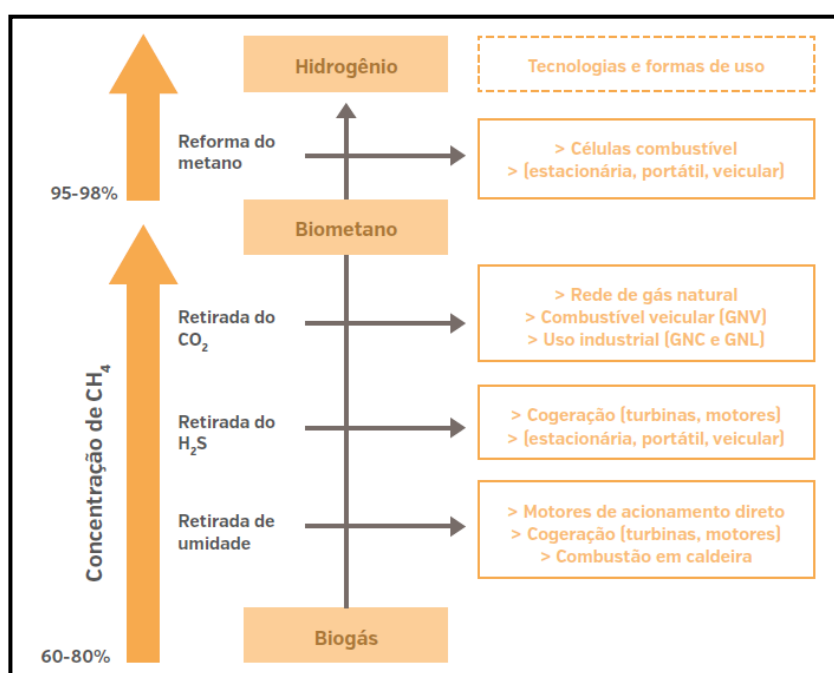 Hidrogênio
Tecnologias e formas de uso
Reforma do
metano
> Células combustível
> (estacionária, portátil, veicular)
95-98%
Biometano
Retirada do
CO₂
> Rede de gás natural
> Combustível veicular (GNV)
> Uso industrial (GNC e GNL)
Concentração de CH₄
Retirada do
H₂S
> Cogeração (turbinas, motores)
> (estacionária, portátil, veicular)
Retirada de
umidade
> Motores de acionamento direto
> Cogeração (turbinas, motores)
> Combustão em caldeira
Biogás
60-80%